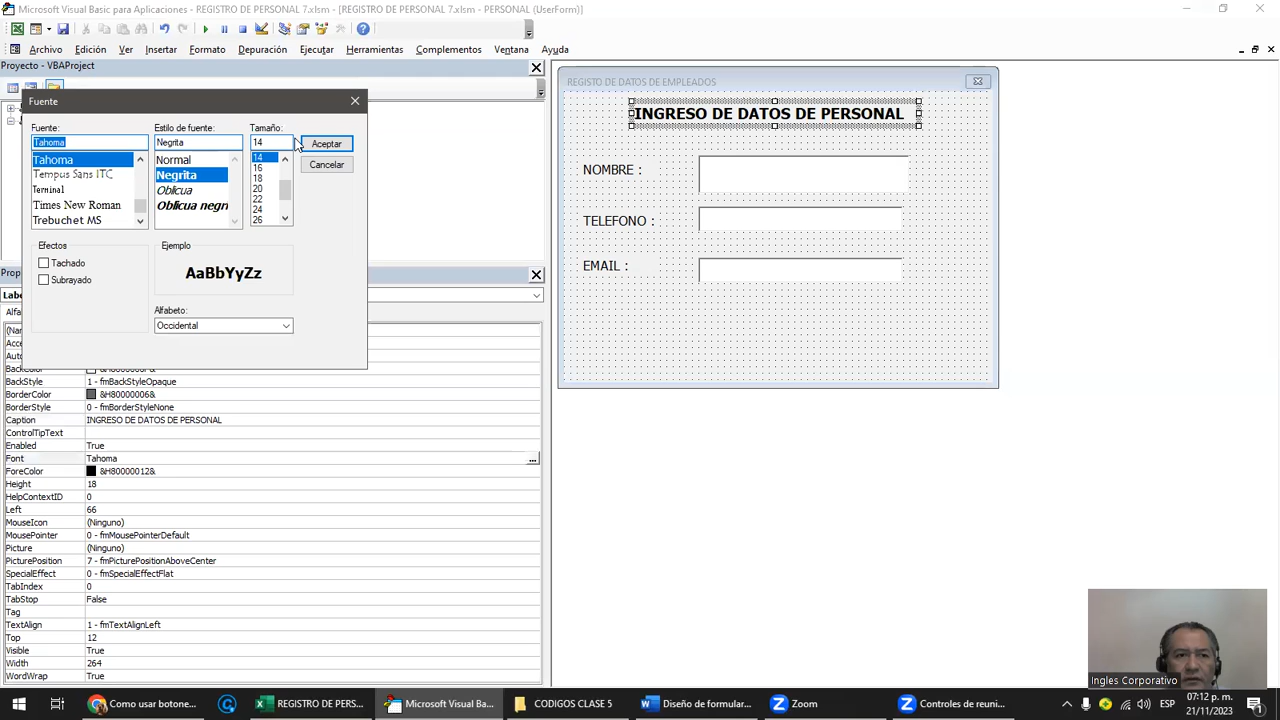 Microsoft Visual Basic para Aplicaciones - REGISTRO DE PERSONAL 7.xlsm - [REGISTRO DE PERSONAL 7.xlsm - PERSONAL (UserForm)]
Archivo Edición Ver Insertar Formato Depuración Ejecutar Herramientas Complementos Ventana Ayuda
Proyecto - VBAProject
Fuente
Fuente: Estilo de fuente: Tamaño:
Tahoma Negrita 14 Aceptar
Tahoma Normal 14
Tempus Sans ITC Negrita 16 Cancelar
Terminal Oblicua 18
Times New Roman Oblicua negri 20
Trebuchet MS 22
24
26
Efectos Ejemplo
Tachado
Subrayado AaBbYyZz
Alfabeto:
Occidental
REGISTO DE DATOS DE EMPLEADOS
INGRESO DE DATOS DE PERSONAL
NOMBRE :
TELEFONO :
EMAIL :
BackStyle 1 - fmBackStyleOpaque
BorderColor &H80000006&
BorderStyle 0 - fmBorderStyleNone
Caption INGRESO DE DATOS DE PERSONAL
ControlTipText
Enabled True
Font Tahoma ...
ForeColor &H80000012&
Height 18
HelpContextID 0
Left 66
MouseIcon (Ninguno)
MousePointer 0 - fmMousePointerDefault
Picture (Ninguno)
PicturePosition 7 - fmPicturePositionAboveCenter
SpecialEffect 0 - fmSpecialEffectFlat
TabIndex 0
TabStop False
Tag
TextAlign 1 - fmTextAlignLeft
Top 12
Visible True
Width 264
WordWrap True
Ingles Corporativo
Como usar botone... REGISTRO DE PERS... Microsoft Visual Ba... CODIGOS CLASE 5 Diseño de formular... Zoom Controles de reuni... ESP 07:12 p. m.
21/11/2023